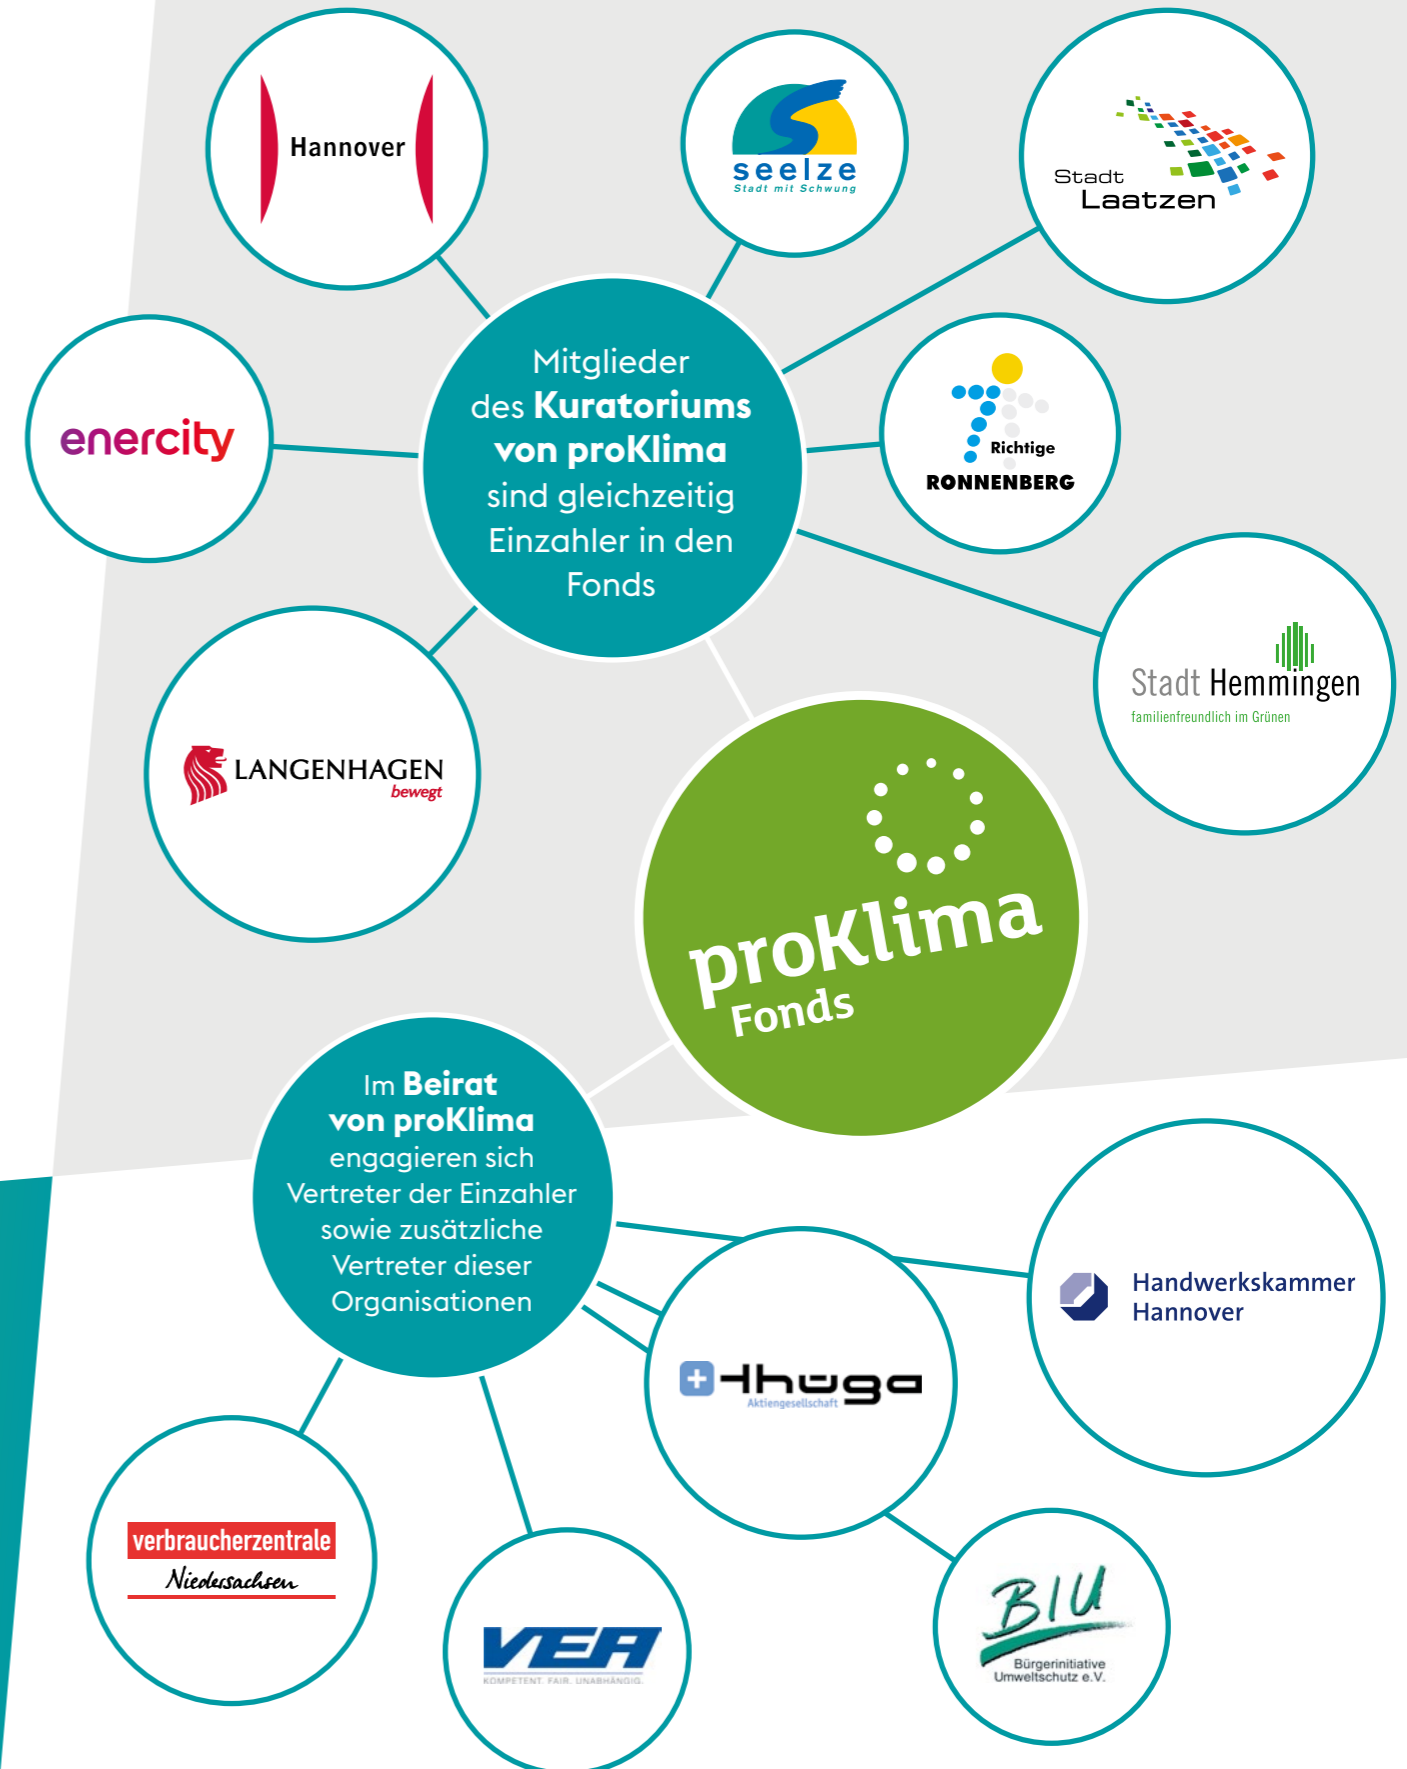 Hannover
seelze
Stadt mit Schwung
Stadt
Laatzen
enercity
Mitglieder
des Kuratoriums
von proKlima
sind gleichzeitig
Einzahler in den
Fonds
Richtige
RONNENBERG
Stadt Hemmingen
familienfreundlich im Grünen
LANGENHAGEN
bewegt
proKlima
Fonds
Im Beirat
von proKlima
engagieren sich
Vertreter der Einzahler
sowie zusätzliche
Vertreter dieser
Organisationen
Handwerkskammer
Hannover
thüga
Aktiengesellschaft
verbraucherzentrale
Niedersachsen
VEA
KOMPETENT. FAIR. UNABHÄNGIG.
BIU
Bürgerinitiative
Umweltschutz e.V.